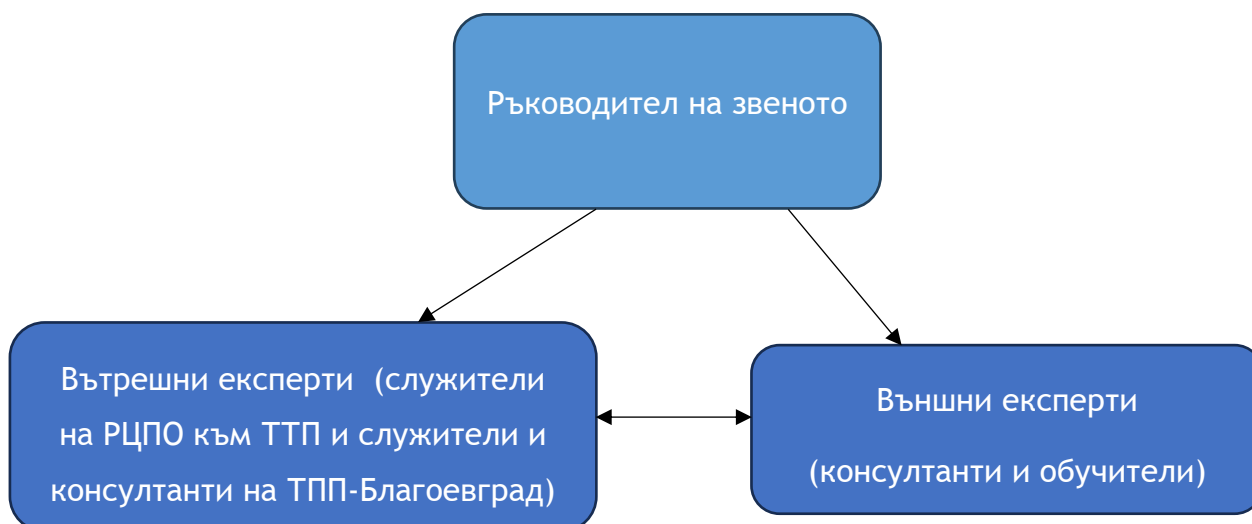 Ръководител на звеното
Вътрешни експерти (служители
на РЦПО към ТТП и служители и
консултанти на ТПП-Благоевград)
Външни експерти
(консултанти и обучители)